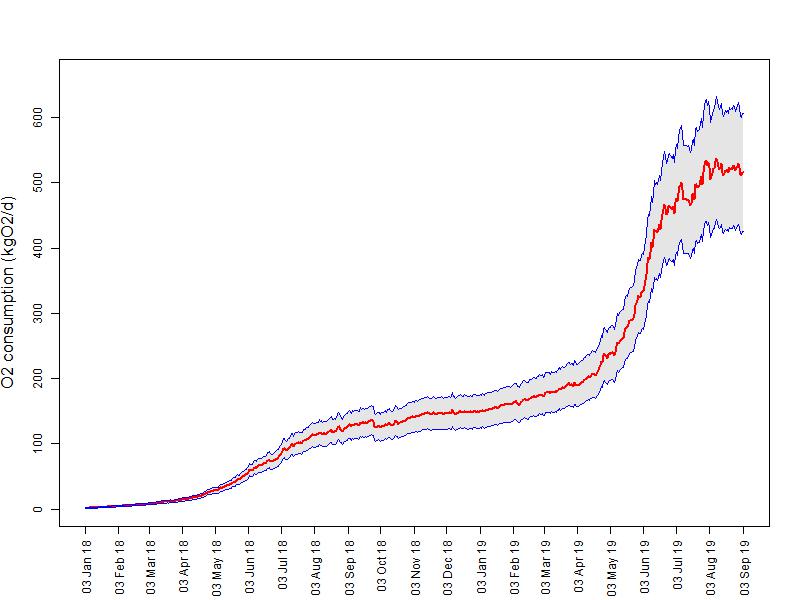 O2 consumption (kgO2/d)
600
500
400
300
200
100
0
03 Jan 18
03 Feb 18
03 Mar 18
03 Apr 18
03 May 18
03 Jun 18
03 Jul 18
03 Aug 18
03 Sep 18
03 Oct 18
03 Nov 18
03 Dec 18
03 Jan 19
03 Feb 19
03 Mar 19
03 Apr 19
03 May 19
03 Jun 19
03 Jul 19
03 Aug 19
03 Sep 19